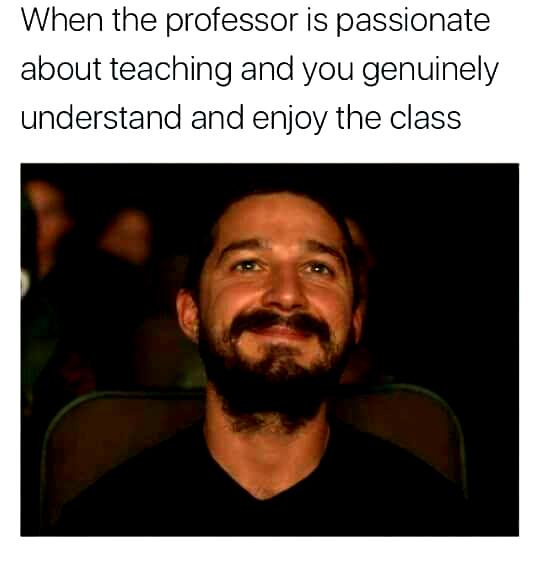 When the professor is passionate
about teaching and you genuinely
understand and enjoy the class